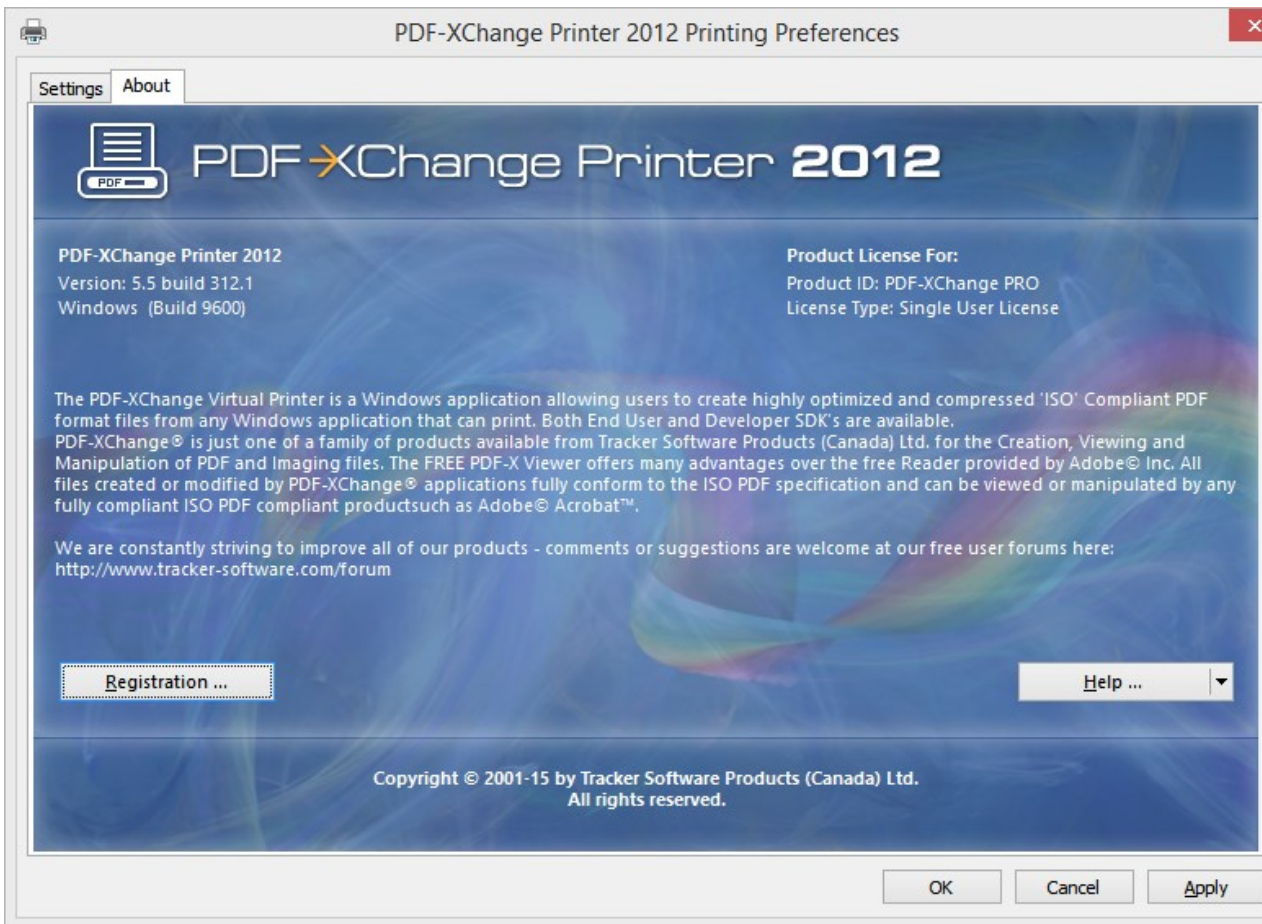 PDF-XChange Printer 2012 Printing Preferences
Settings About
PDF
PDF-XChange Printer 2012
PDF-XChange Printer 2012
Version: 5.5 build 312.1
Windows (Build 9600)
Product License For:
Product ID: PDF-XChange PRO
License Type: Single User License
The PDF-XChange Virtual Printer is a Windows application allowing users to create highly optimized and compressed 'ISO' Compliant PDF
format files from any Windows application that can print. Both End User and Developer SDK's are available.
PDF-XChange® is just one of a family of products available from Tracker Software Products (Canada) Ltd. for the Creation, Viewing and
Manipulation of PDF and Imaging files. The FREE PDF-X Viewer offers many advantages over the free Reader provided by Adobe© Inc. All
files created or modified by PDF-XChange® applications fully conform to the ISO PDF specification and can be viewed or manipulated by any
fully compliant ISO PDF compliant productsuch as Adobe© Acrobat™.
We are constantly striving to improve all of our products - comments or suggestions are welcome at our free user forums here:
http://www.tracker-software.com/forum
Registration ...
Help ...
Copyright © 2001-15 by Tracker Software Products (Canada) Ltd.
All rights reserved.
OK Cancel Apply